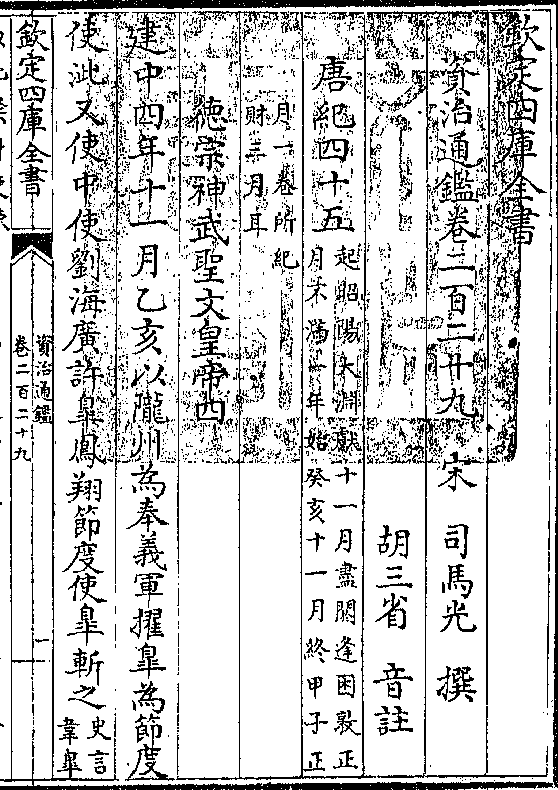 欽定四庫全書
資治通鑑卷二百二十九
宋 司馬光 撰
胡三省 音註
唐紀四十五
起昭陽大淵獻十一月盡閼逢困敦正
月不滿一年始癸亥十一月終甲子正
月一卷所紀
財三月耳
德宗神武聖文皇帝四
建中四年十一月乙亥以隴州為奉義軍擢臯為節度
使泚又使中使劉海廣許臯鳳翔節度使臯斬之
史言
韋臯
欽定四庫全書
資治通鑑
卷二百二十九
一